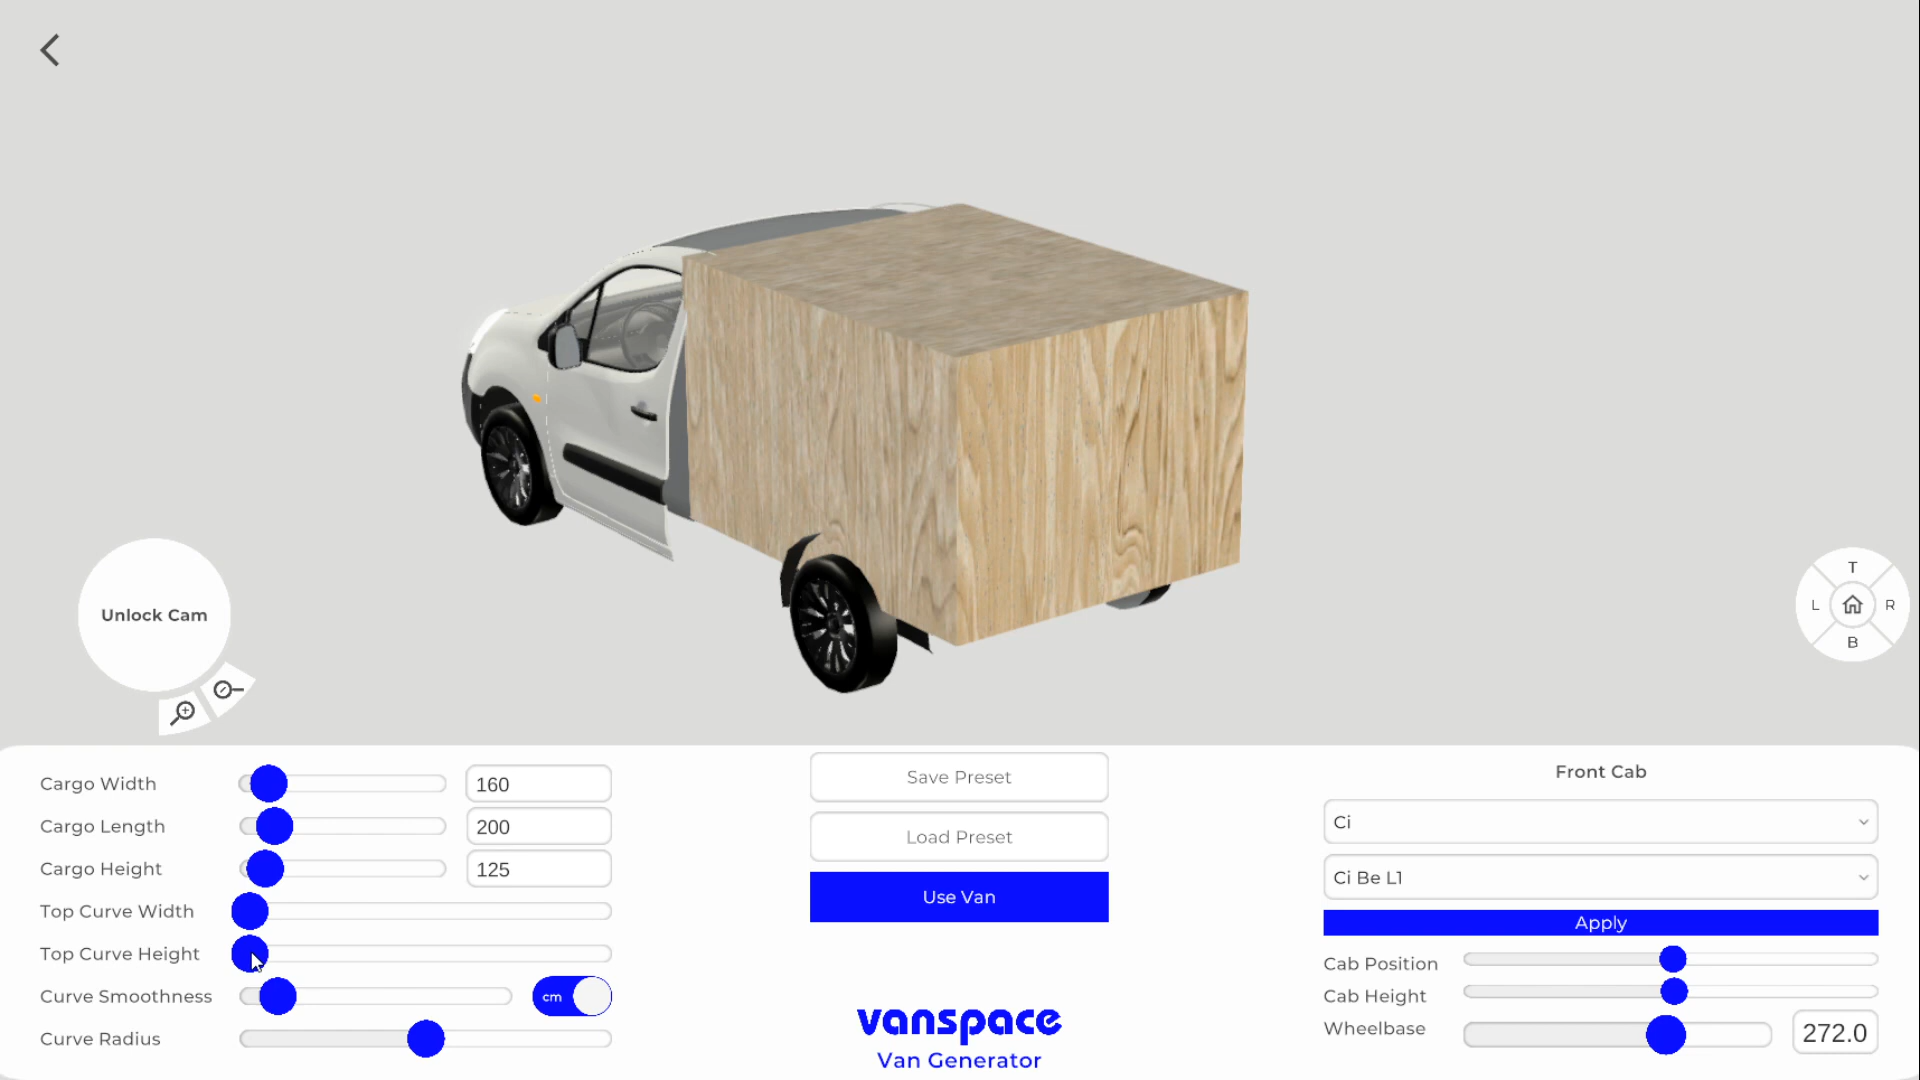 Unlock Cam
T
L
R
B
Cargo Width
160
Cargo Length
200
Cargo Height
125
Top Curve Width
Top Curve Height
Curve Smoothness
cm
Curve Radius
Save Preset
Load Preset
Use Van
vanspace
Van Generator
Front Cab
Ci
Ci Be L1
Apply
Cab Position
Cab Height
Wheelbase
272.0